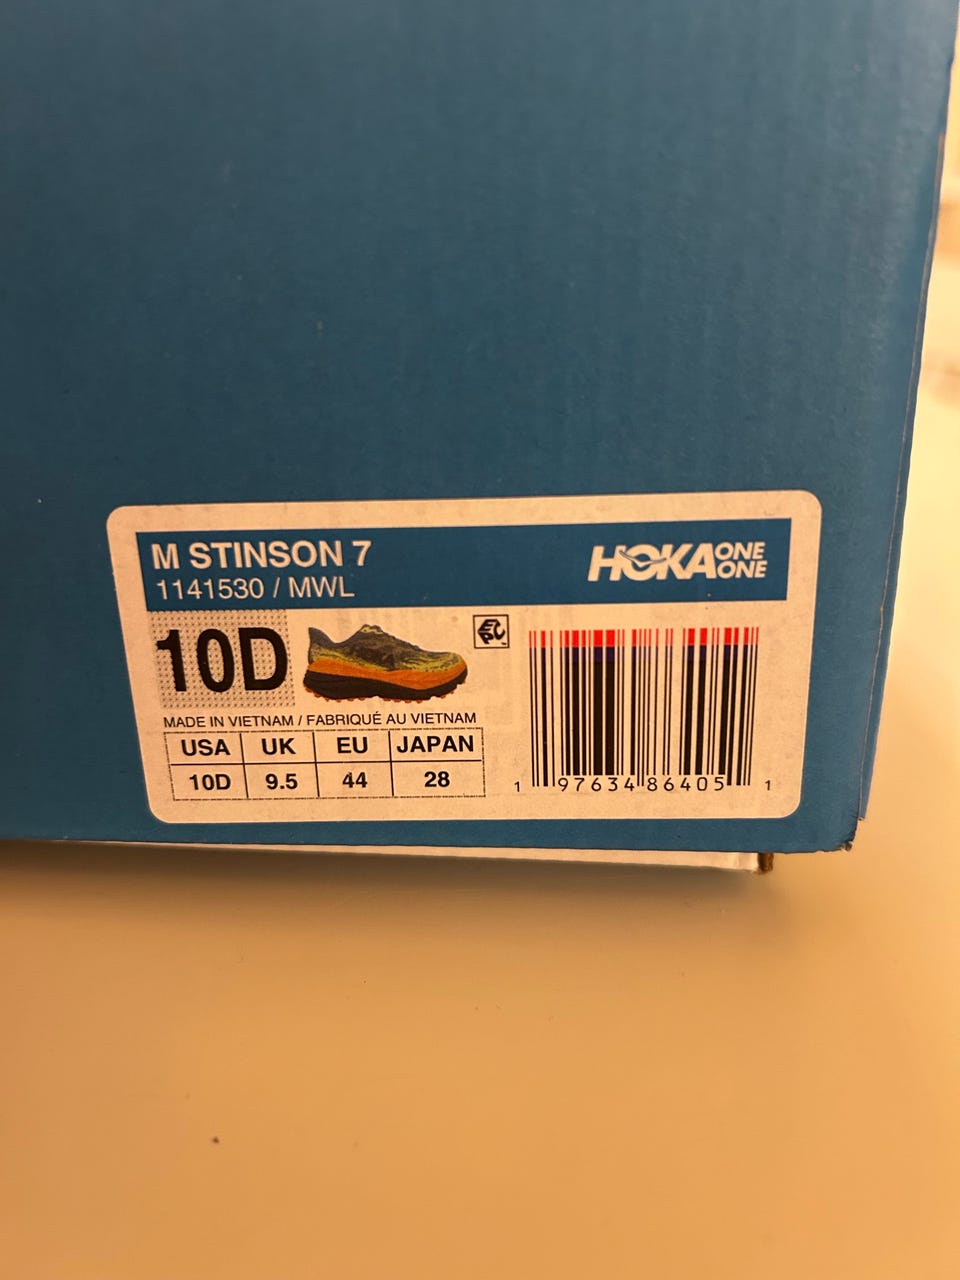 M STINSON 7
1141530 / MWL
HOKA ONE ONE
10D
EPC
MADE IN VIETNAM / FABRIQUÉ AU VIETNAM
USA UK EU JAPAN
10D 9.5 44 28
1 97634 86405 1